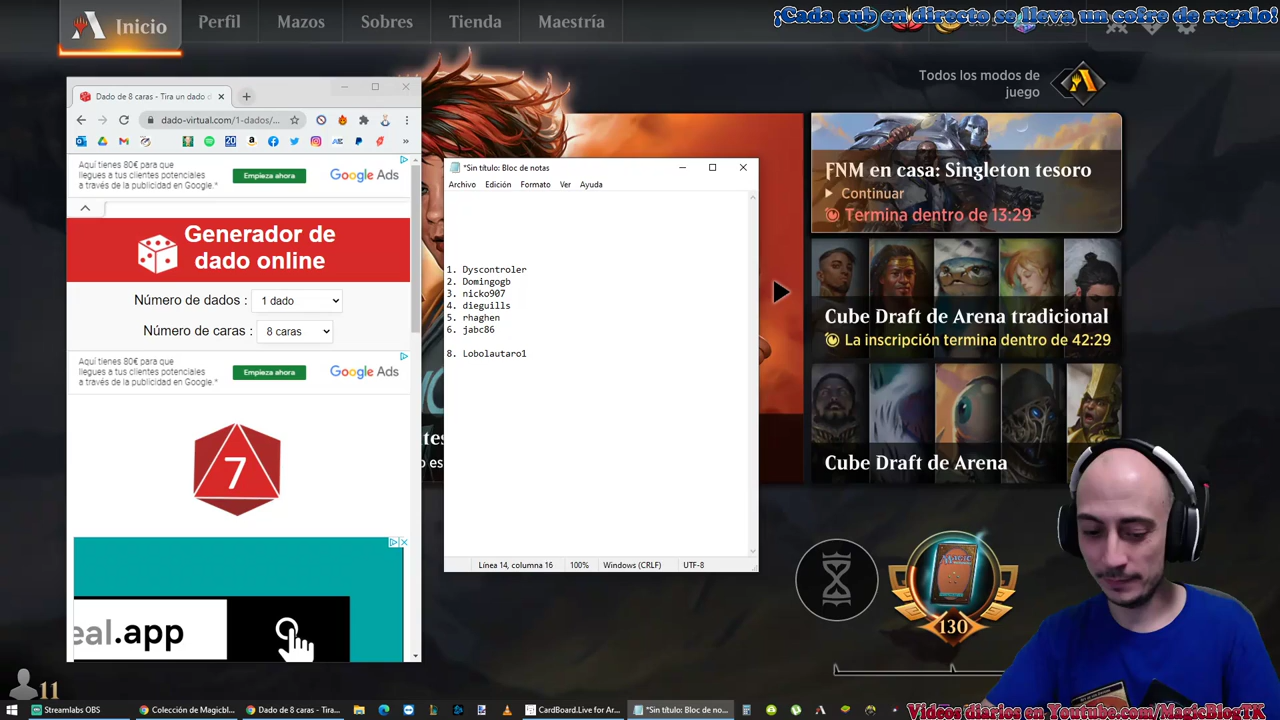 Inicio
Perfil
Mazos
Sobres
Tienda
Maestría
¡Cada sub en directo se lleva un cofre de regalo!
Todos los modos de
juego
Dado de 8 caras - Tira un dado d
dado-virtual.com/1-dados/...
Aquí tienes 80€ para que
llegues a tus clientes potenciales
a través de la publicidad en Google.*
Empieza ahora
Google Ads
Generador de
dado online
Número de dados :
1 dado
Número de caras :
8 caras
Aquí tienes 80€ para que
llegues a tus clientes potenciales
a través de la publicidad en Google.*
Empieza ahora
Google Ads
7
eal.app
*Sin título: Bloc de notas
Archivo
Edición
Formato
Ver
Ayuda
1. Dyscontroler
2. Domingogb
3. nicko907
4. dieguills
5. rhaghen
6. jabc86
8. Lobolautaro1
Línea 14, columna 16
100%
Windows (CRLF)
UTF-8
FNM en casa: Singleton tesoro
Continuar
Termina dentro de 13:29
Cube Draft de Arena tradicional
La inscripción termina dentro de 42:29
Cube Draft de Arena
130
11
Streamlabs OBS
Colección de Magicbl...
Dado de 8 caras - Tira...
CardBoard.Live for Ar...
*Sin título: Bloc de no...
Videos diarios en Youtube.com/MagicBlogTK